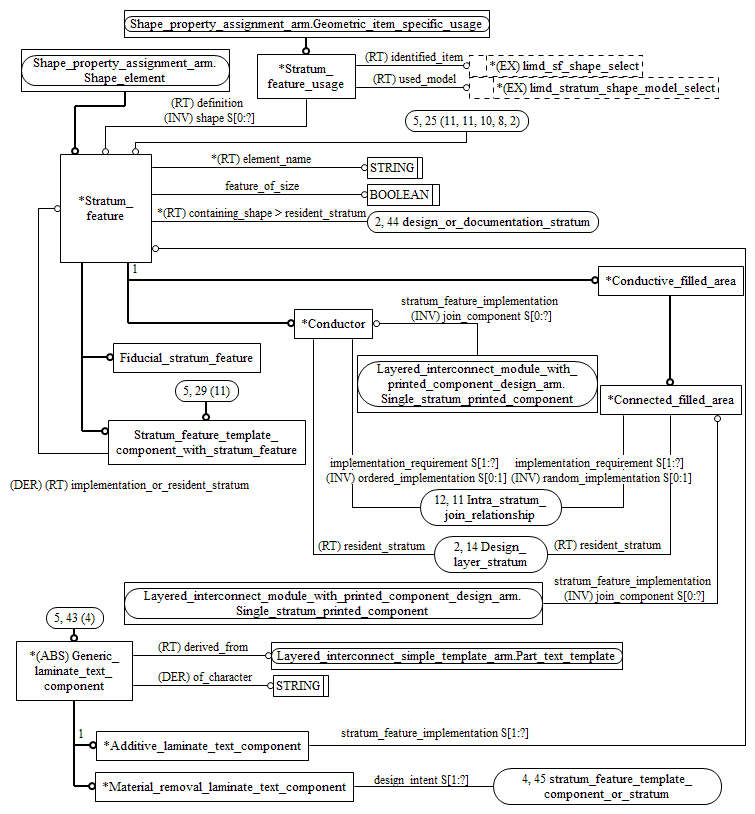 Shape_property_assignment_arm.Geometric_item_specific_usage
Shape_property_assignment_arm.
Shape_element
*Stratum_
feature_usage
(RT) identified_item
*(EX) limd_sf_shape_select
(RT) used_model
*(EX) limd_stratum_shape_model_select
(RT) definition
(INV) shape S[0:?]
5, 25 (11, 11, 10, 8, 2)
*Stratum_
feature
*(RT) element_name
STRING
feature_of_size
BOOLEAN
*(RT) containing_shape > resident_stratum
2, 44 design_or_documentation_stratum
1
*Conductive_filled_area
stratum_feature_implementation
(INV) join_component S[0:?]
*Conductor
Fiducial_stratum_feature
Layered_interconnect_module_with_
printed_component_design_arm.
Single_stratum_printed_component
5, 29 (11)
*Connected_filled_area
Stratum_feature_template_
component_with_stratum_feature
implementation_requirement S[1:?]
(INV) ordered_implementation S[0:1]
implementation_requirement S[1:?]
(INV) random_implementation S[0:1]
(DER) (RT) implementation_or_resident_stratum
12, 11 Intra_stratum_
join_relationship
(RT) resident_stratum
2, 14 Design_
layer_stratum
(RT) resident_stratum
Layered_interconnect_module_with_printed_component_design_arm.
Single_stratum_printed_component
stratum_feature_implementation
(INV) join_component S[0:?]
5, 43 (4)
*(ABS) Generic_
laminate_text_
component
(RT) derived_from
Layered_interconnect_simple_template_arm.Part_text_template
(DER) of_character
STRING
1
*Additive_laminate_text_component
stratum_feature_implementation S[1:?]
*Material_removal_laminate_text_component
design_intent S[1:?]
4, 45 stratum_feature_template_
component_or_stratum